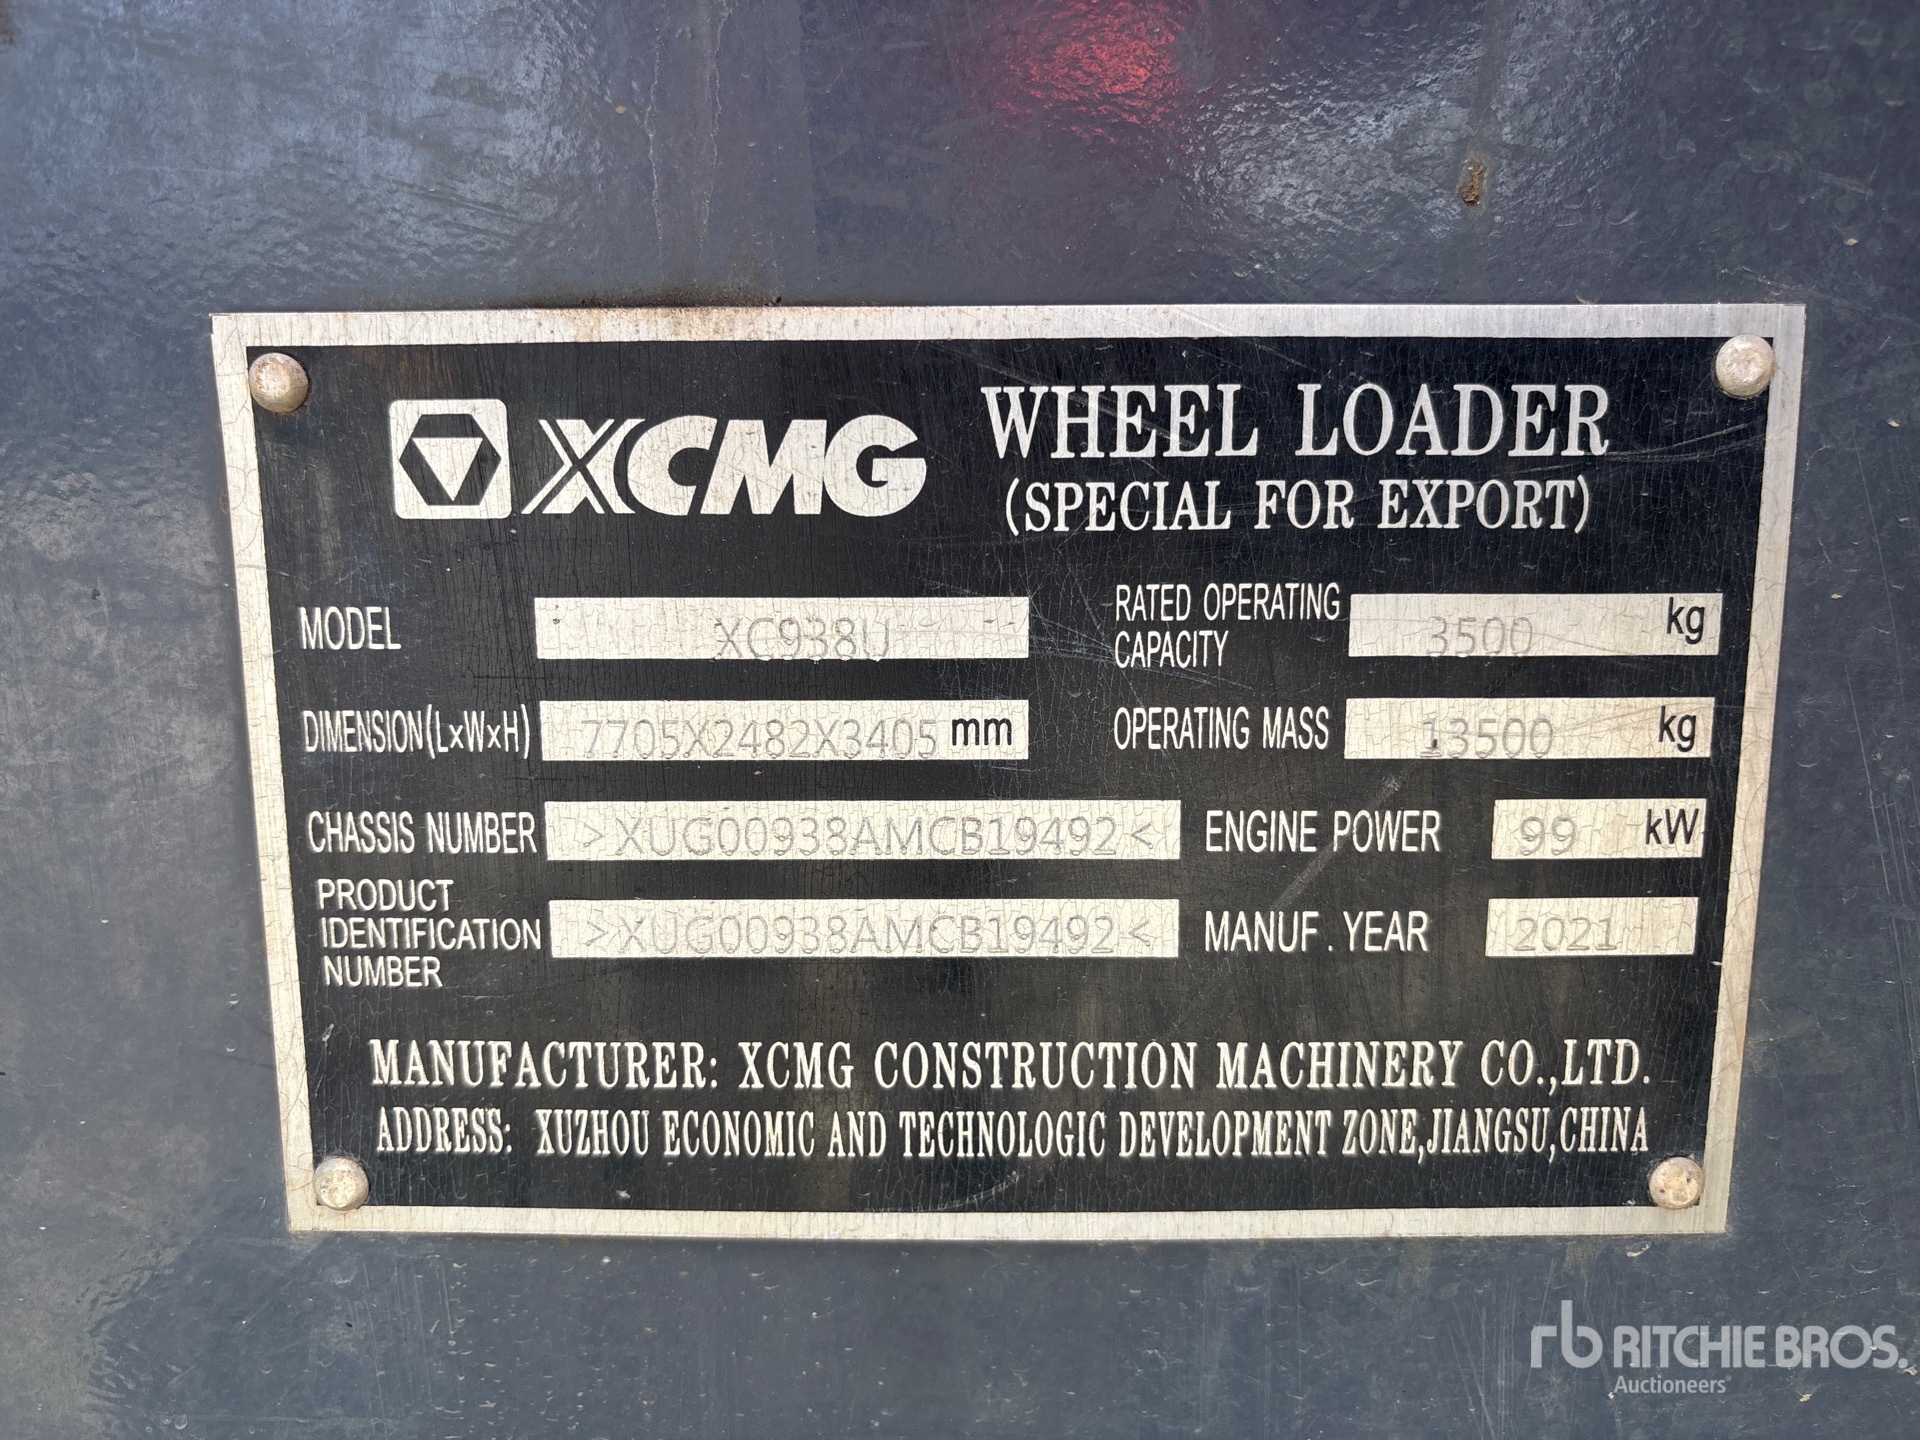 XCMG
WHEEL LOADER
(SPECIAL FOR EXPORT)
MODEL XC938U
RATED OPERATING CAPACITY 3500 kg
DIMENSION(LxWxH) 7705X2482X3405 mm
OPERATING MASS 13500 kg
CHASSIS NUMBER >XUG00938AMCB19492<
ENGINE POWER 99 kW
PRODUCT IDENTIFICATION NUMBER >XUG00938AMCB19492<
MANUF.YEAR 2021
MANUFACTURER: XCMG CONSTRUCTION MACHINERY CO.,LTD.
ADDRESS: XUZHOU ECONOMIC AND TECHNOLOGIC DEVELOPMENT ZONE,JIANGSU,CHINA
rb RITCHIE BROS.
Auctioneers